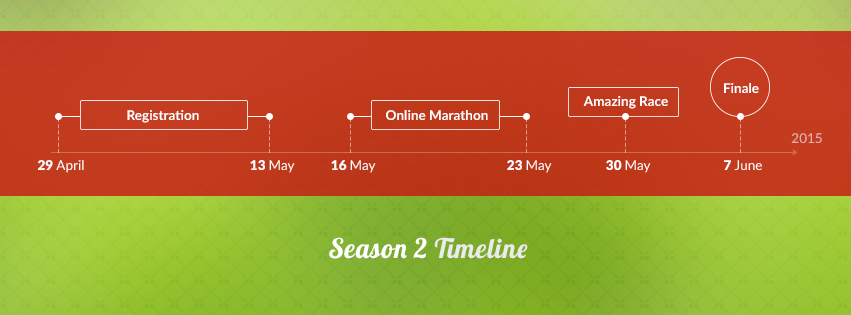 Finale
Registration
Online Marathon
Amazing Race
2015
29 April
13 May
16 May
23 May
30 May
7 June
Season 2 Timeline